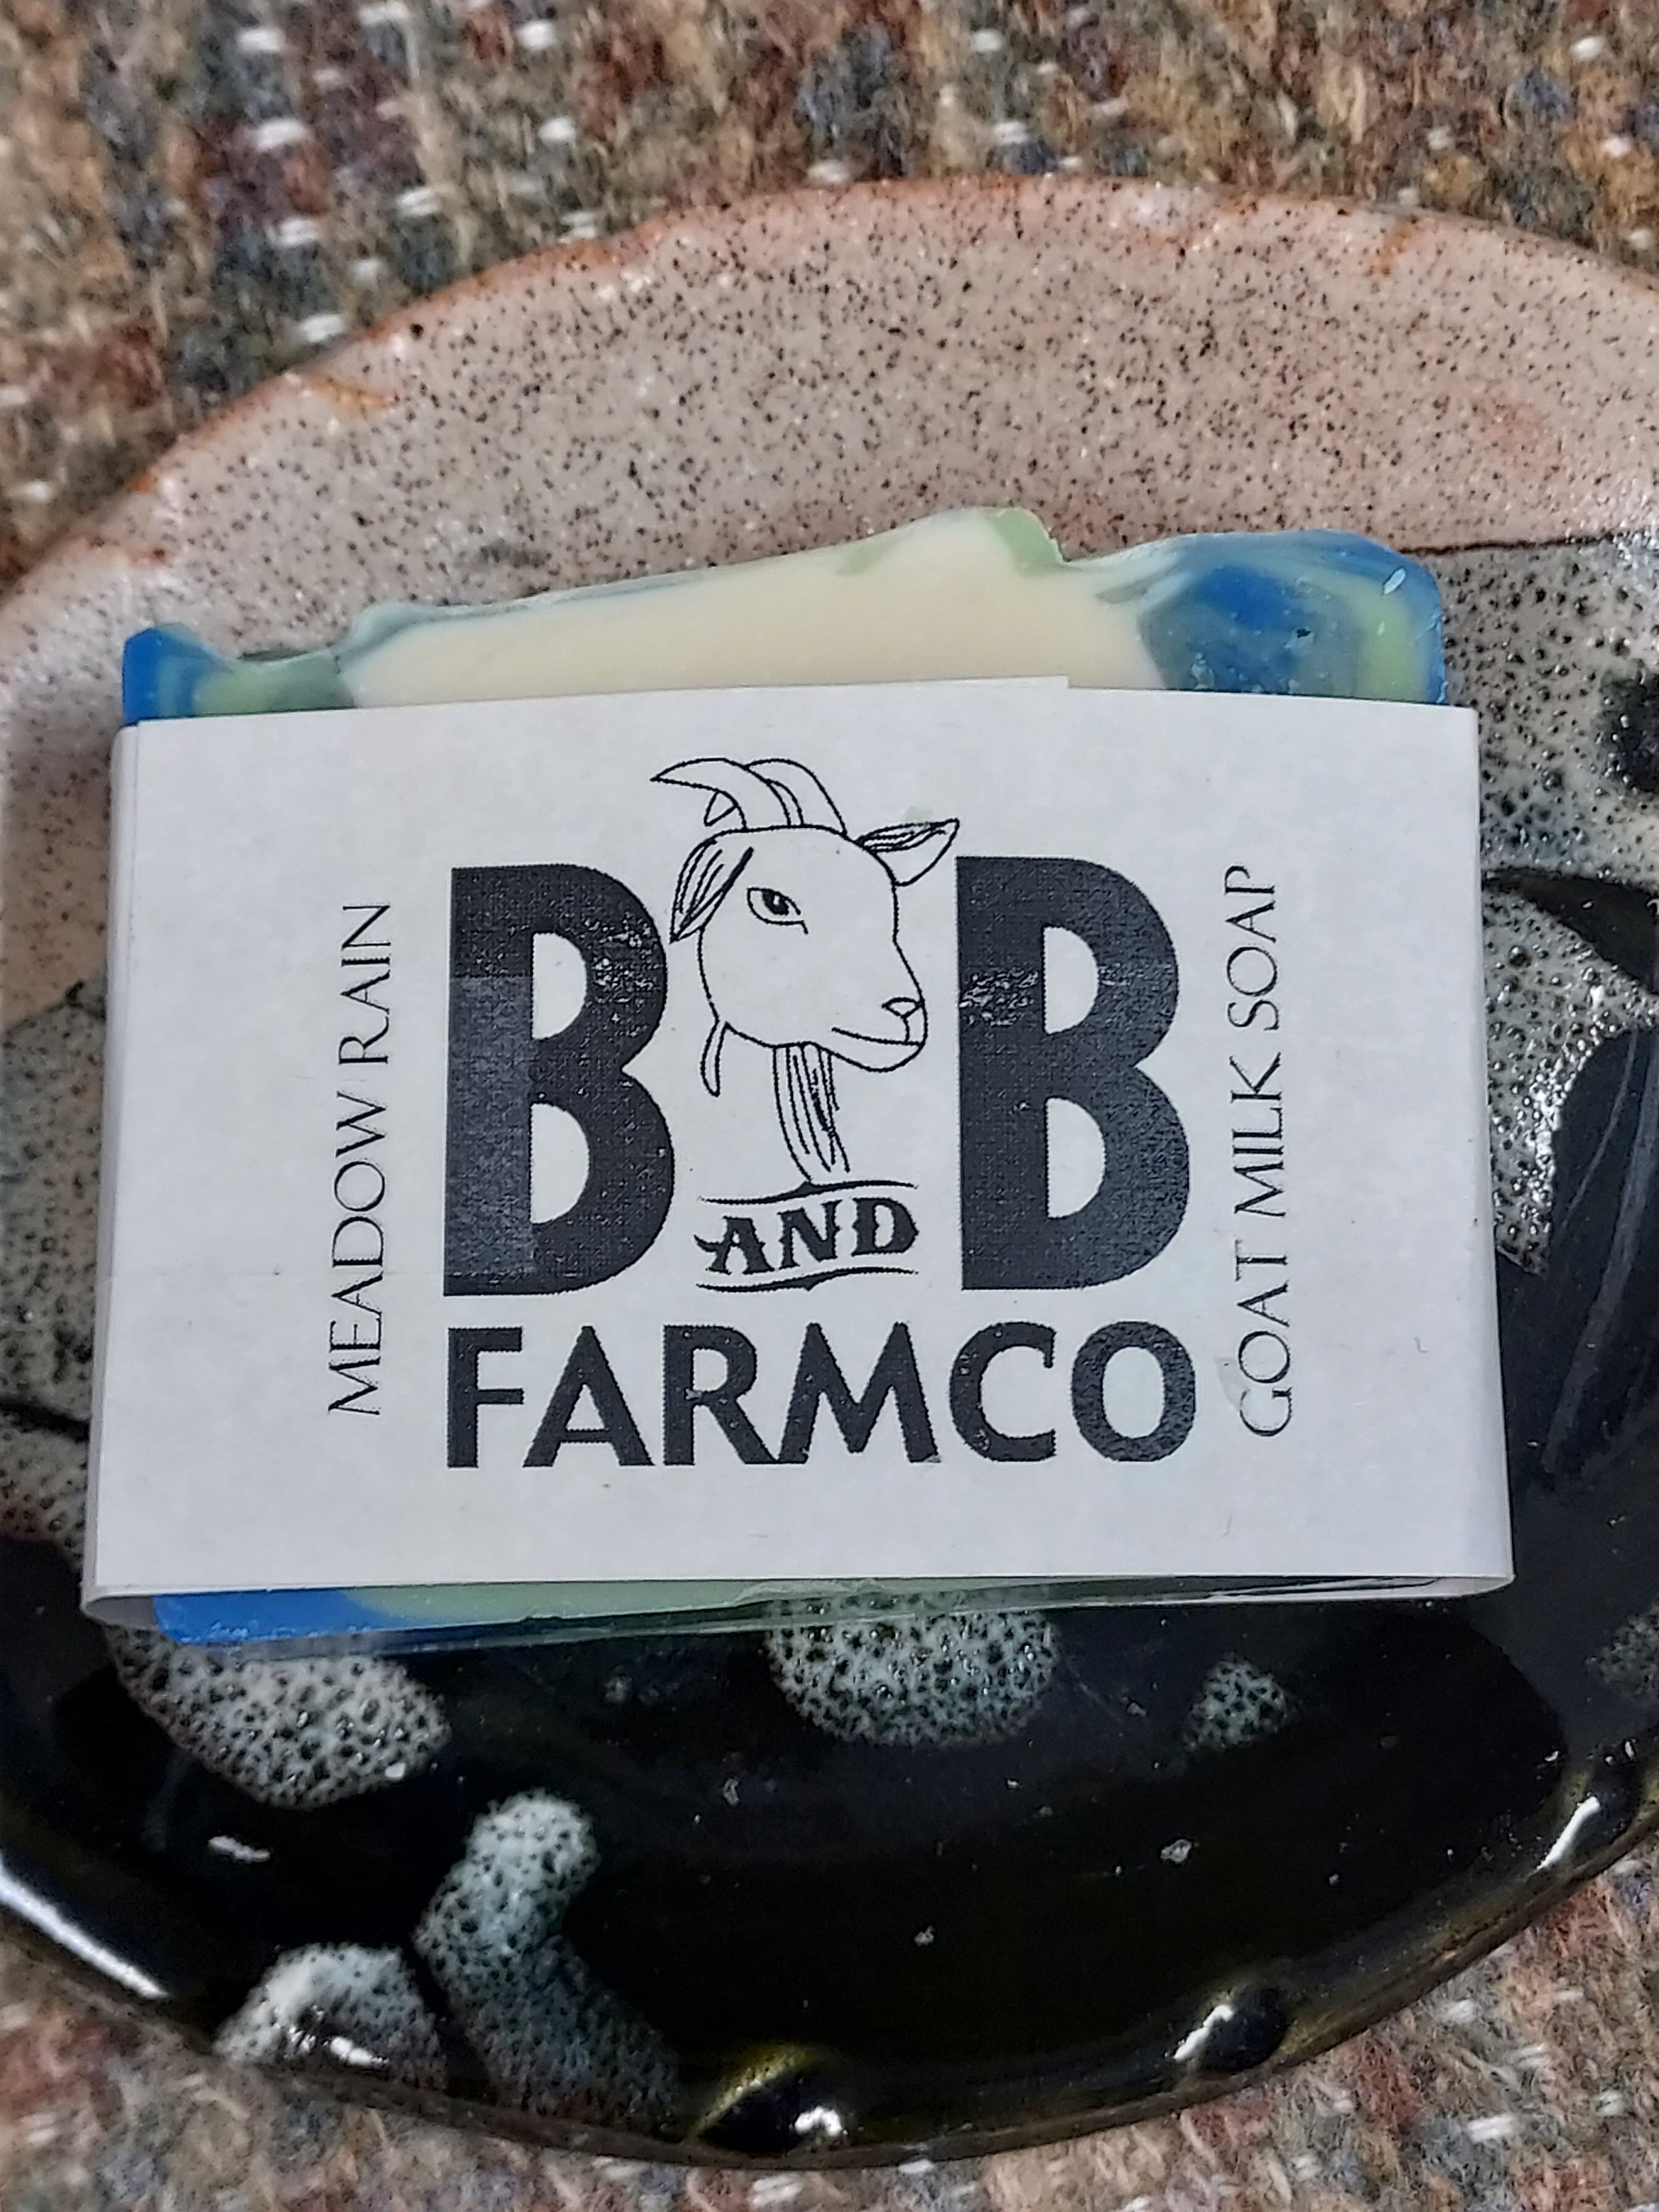 MEADOW RAIN
B AND B
FARMCO
GOAT MILK SOAP